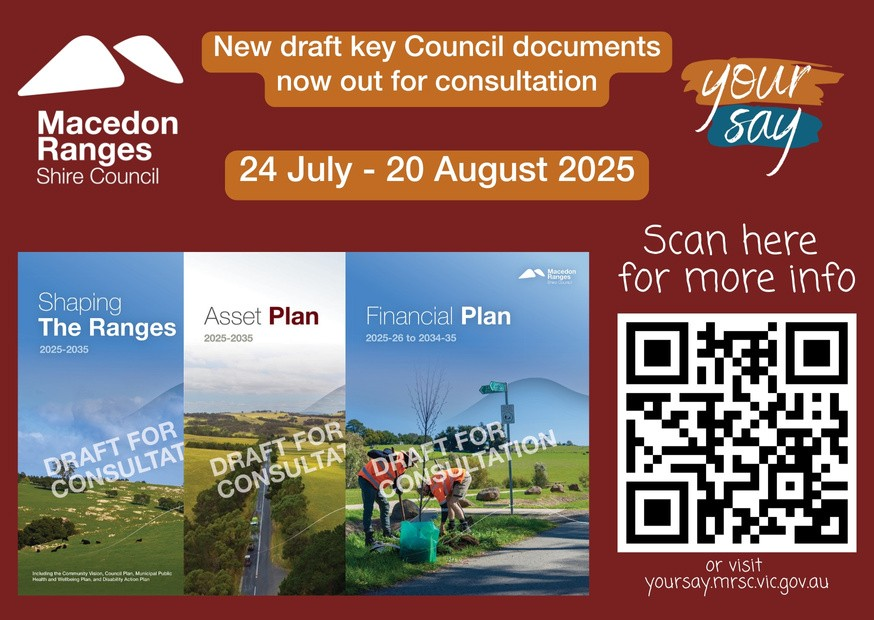 Macedon
Ranges
Shire Council
New draft key Council documents
now out for consultation
24 July - 20 August 2025
your
say
Shaping
The Ranges
2025-2035
DRAFT FOR
CONSULTAT
Including the Community Vision, Council Plan, Municipal Public
Health and Wellbeing Plan, and Disability Action Plan
Asset Plan
2025-2035
DRAFT FOR
CONSULTAT
Macedon
Ranges
Shire Council
Financial Plan
2025-26 to 2034-35
DRAFT FOR
CONSULTATION
Scan here
for more info
or visit
yoursay.mrsc.vic.gov.au